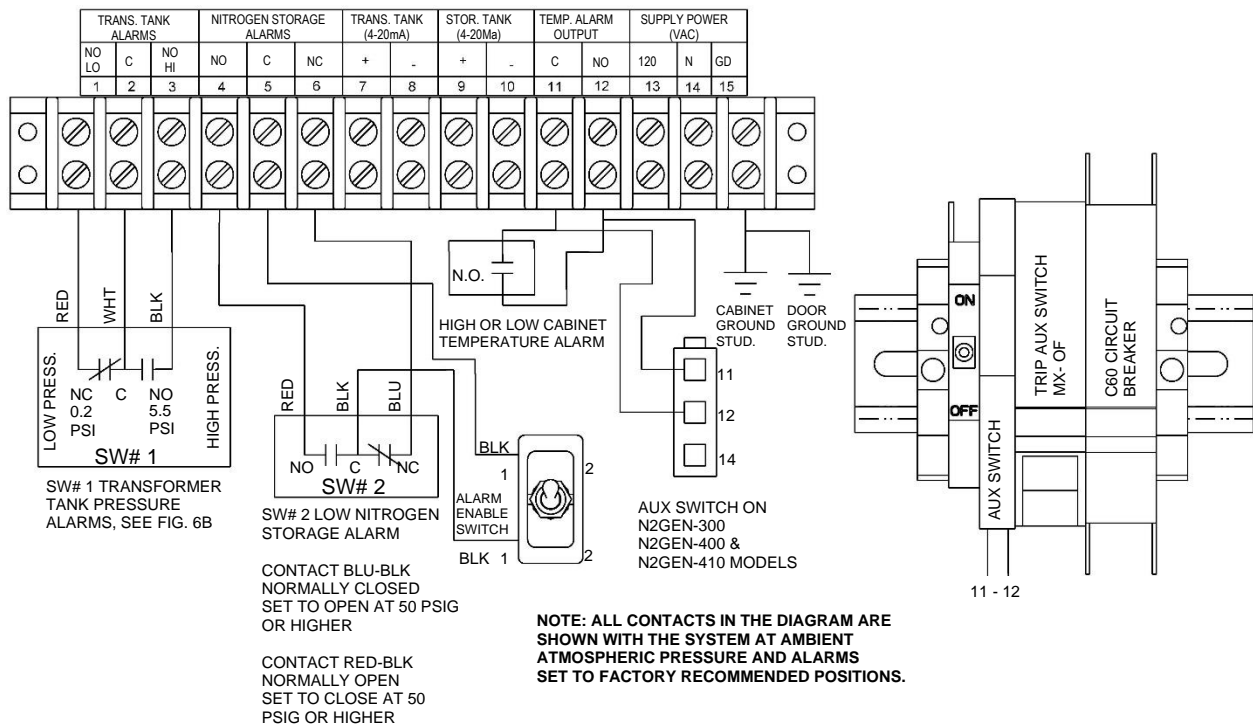 TRANS. TANK
ALARMS
NITROGEN STORAGE
ALARMS
TRANS. TANK
(4-20mA)
STOR. TANK
(4-20Ma)
TEMP. ALARM
OUTPUT
SUPPLY POWER
(VAC)
NO
LO
C
NO
HI
NO
C
NC
+
-
+
-
C
NO
120
N
GD
1 2 3 4 5 6 7 8 9 10 11 12 13 14 15
RED
WHT
BLK
LOW PRESS.
NC
0.2
PSI
C
NO
5.5
PSI
HIGH PRESS.
SW# 1
SW# 1 TRANSFORMER
TANK PRESSURE
ALARMS, SEE FIG. 6B
RED
BLK
BLU
NO
C
NC
SW# 2
SW# 2 LOW NITROGEN
STORAGE ALARM
CONTACT BLU-BLK
NORMALLY CLOSED
SET TO OPEN AT 50 PSIG
OR HIGHER
CONTACT RED-BLK
NORMALLY OPEN
SET TO CLOSE AT 50
PSIG OR HIGHER
N.O.
HIGH OR LOW CABINET
TEMPERATURE ALARM
BLK
1
2
ALARM
ENABLE
SWITCH
BLK 1
2
11
12
14
AUX SWITCH ON
N2GEN-300
N2GEN-400 &
N2GEN-410 MODELS
CABINET
GROUND
STUD.
DOOR
GROUND
STUD.
ON
OFF
AUX SWITCH
TRIP AUX SWITCH
MX- OF
C60 CIRCUIT
BREAKER
11 - 12
NOTE: ALL CONTACTS IN THE DIAGRAM ARE
SHOWN WITH THE SYSTEM AT AMBIENT
ATMOSPHERIC PRESSURE AND ALARMS
SET TO FACTORY RECOMMENDED POSITIONS.